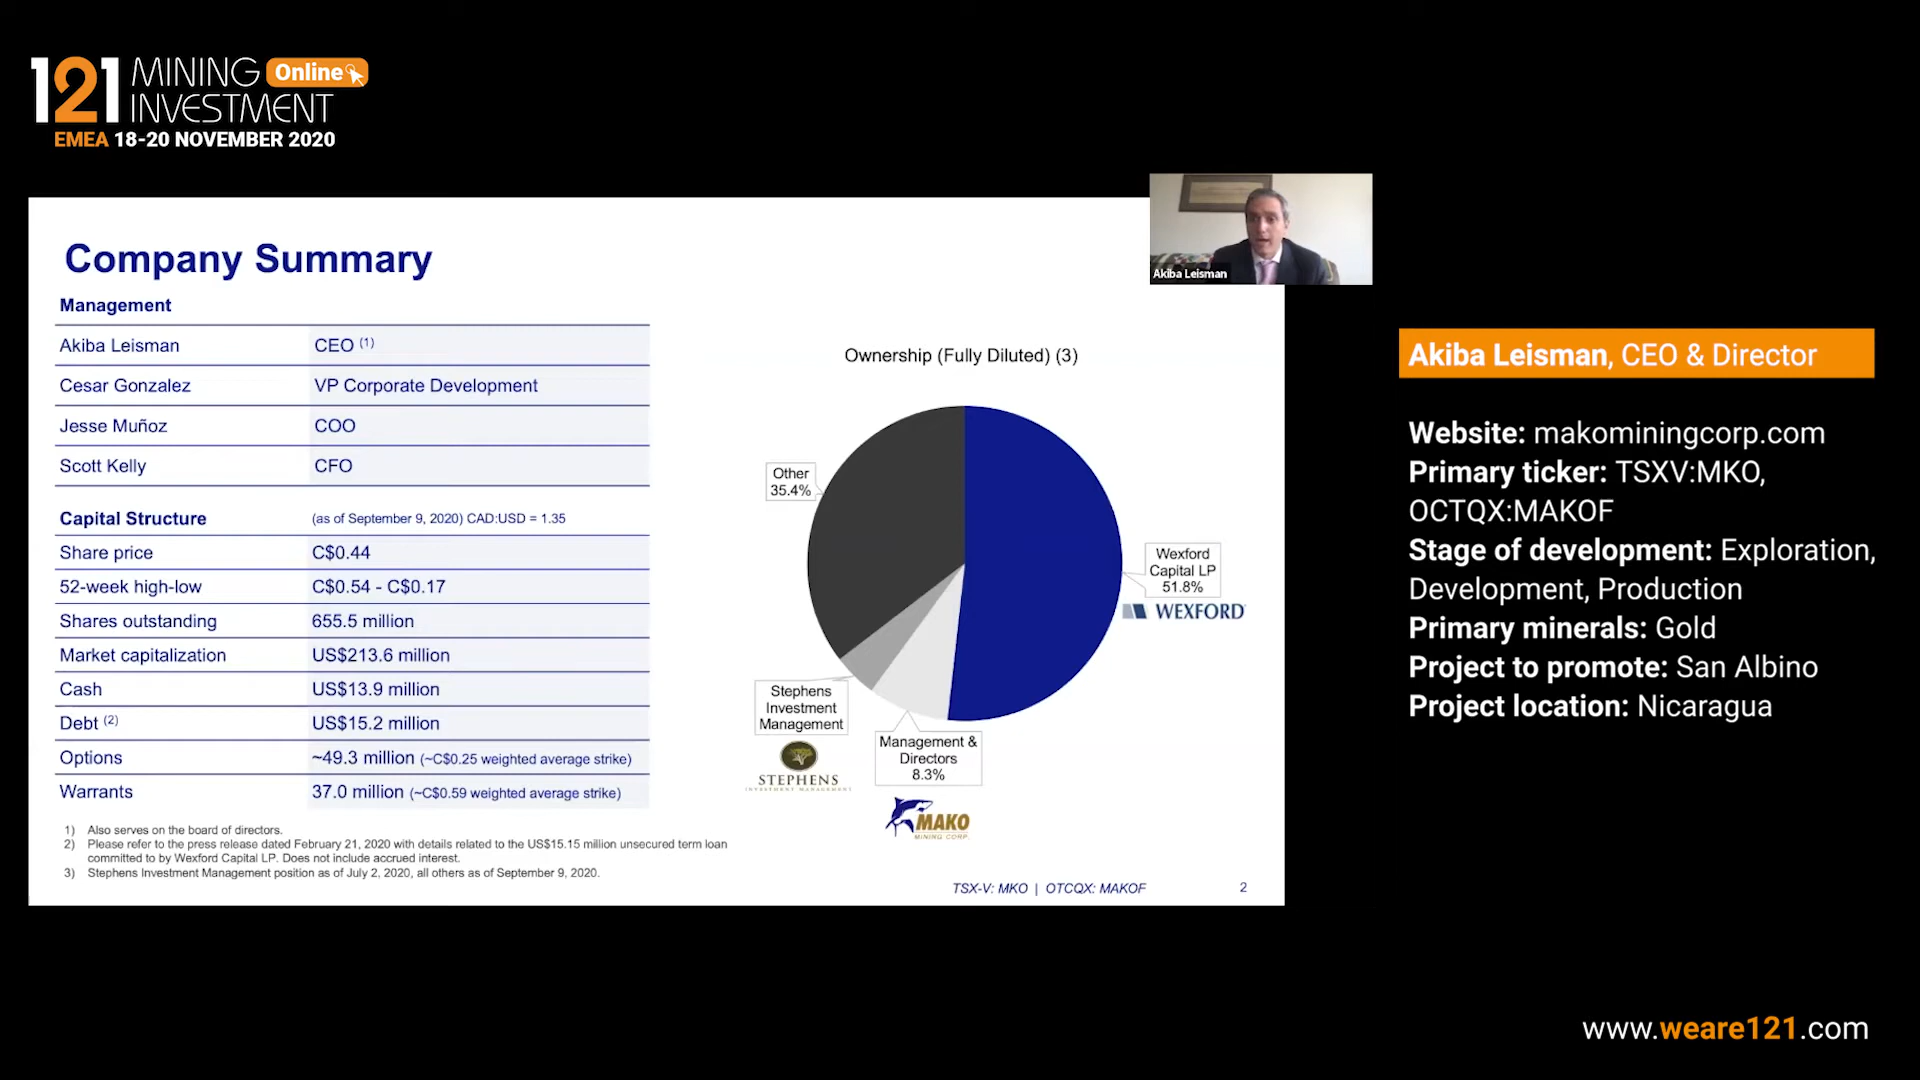 121 MINING Online
INVESTMENT
EMEA 18-20 NOVEMBER 2020
Company Summary
Management
Akiba Leisman CEO (1)
Cesar Gonzalez VP Corporate Development
Jesse Muñoz COO
Scott Kelly CFO
Capital Structure (as of September 9, 2020) CAD:USD = 1.35
Share price C$0.44
52-week high-low C$0.54 - C$0.17
Shares outstanding 655.5 million
Market capitalization US$213.6 million
Cash US$13.9 million
Debt (2) US$15.2 million
Options ~49.3 million (~C$0.25 weighted average strike)
Warrants 37.0 million (~C$0.59 weighted average strike)
1) Also serves on the board of directors.
2) Please refer to the press release dated February 21, 2020 with details related to the US$15.15 million unsecured term loan
committed to by Wexford Capital LP. Does not include accrued interest.
3) Stephens Investment Management position as of July 2, 2020, all others as of September 9, 2020.
Ownership (Fully Diluted) (3)
Other
35.4%
Wexford
Capital LP
51.8%
WEXFORD
Stephens
Investment
Management
STEPHENS
INVESTMENT MANAGEMENT
Management &
Directors
8.3%
MAKO
MINING CORP.
TSX-V: MKO | OTCQX: MAKOF 2
Akiba Leisman
Akiba Leisman, CEO & Director
Website: makominingcorp.com
Primary ticker: TSXV:MKO,
OCTQX:MAKOF
Stage of development: Exploration,
Development, Production
Primary minerals: Gold
Project to promote: San Albino
Project location: Nicaragua
www.weare121.com